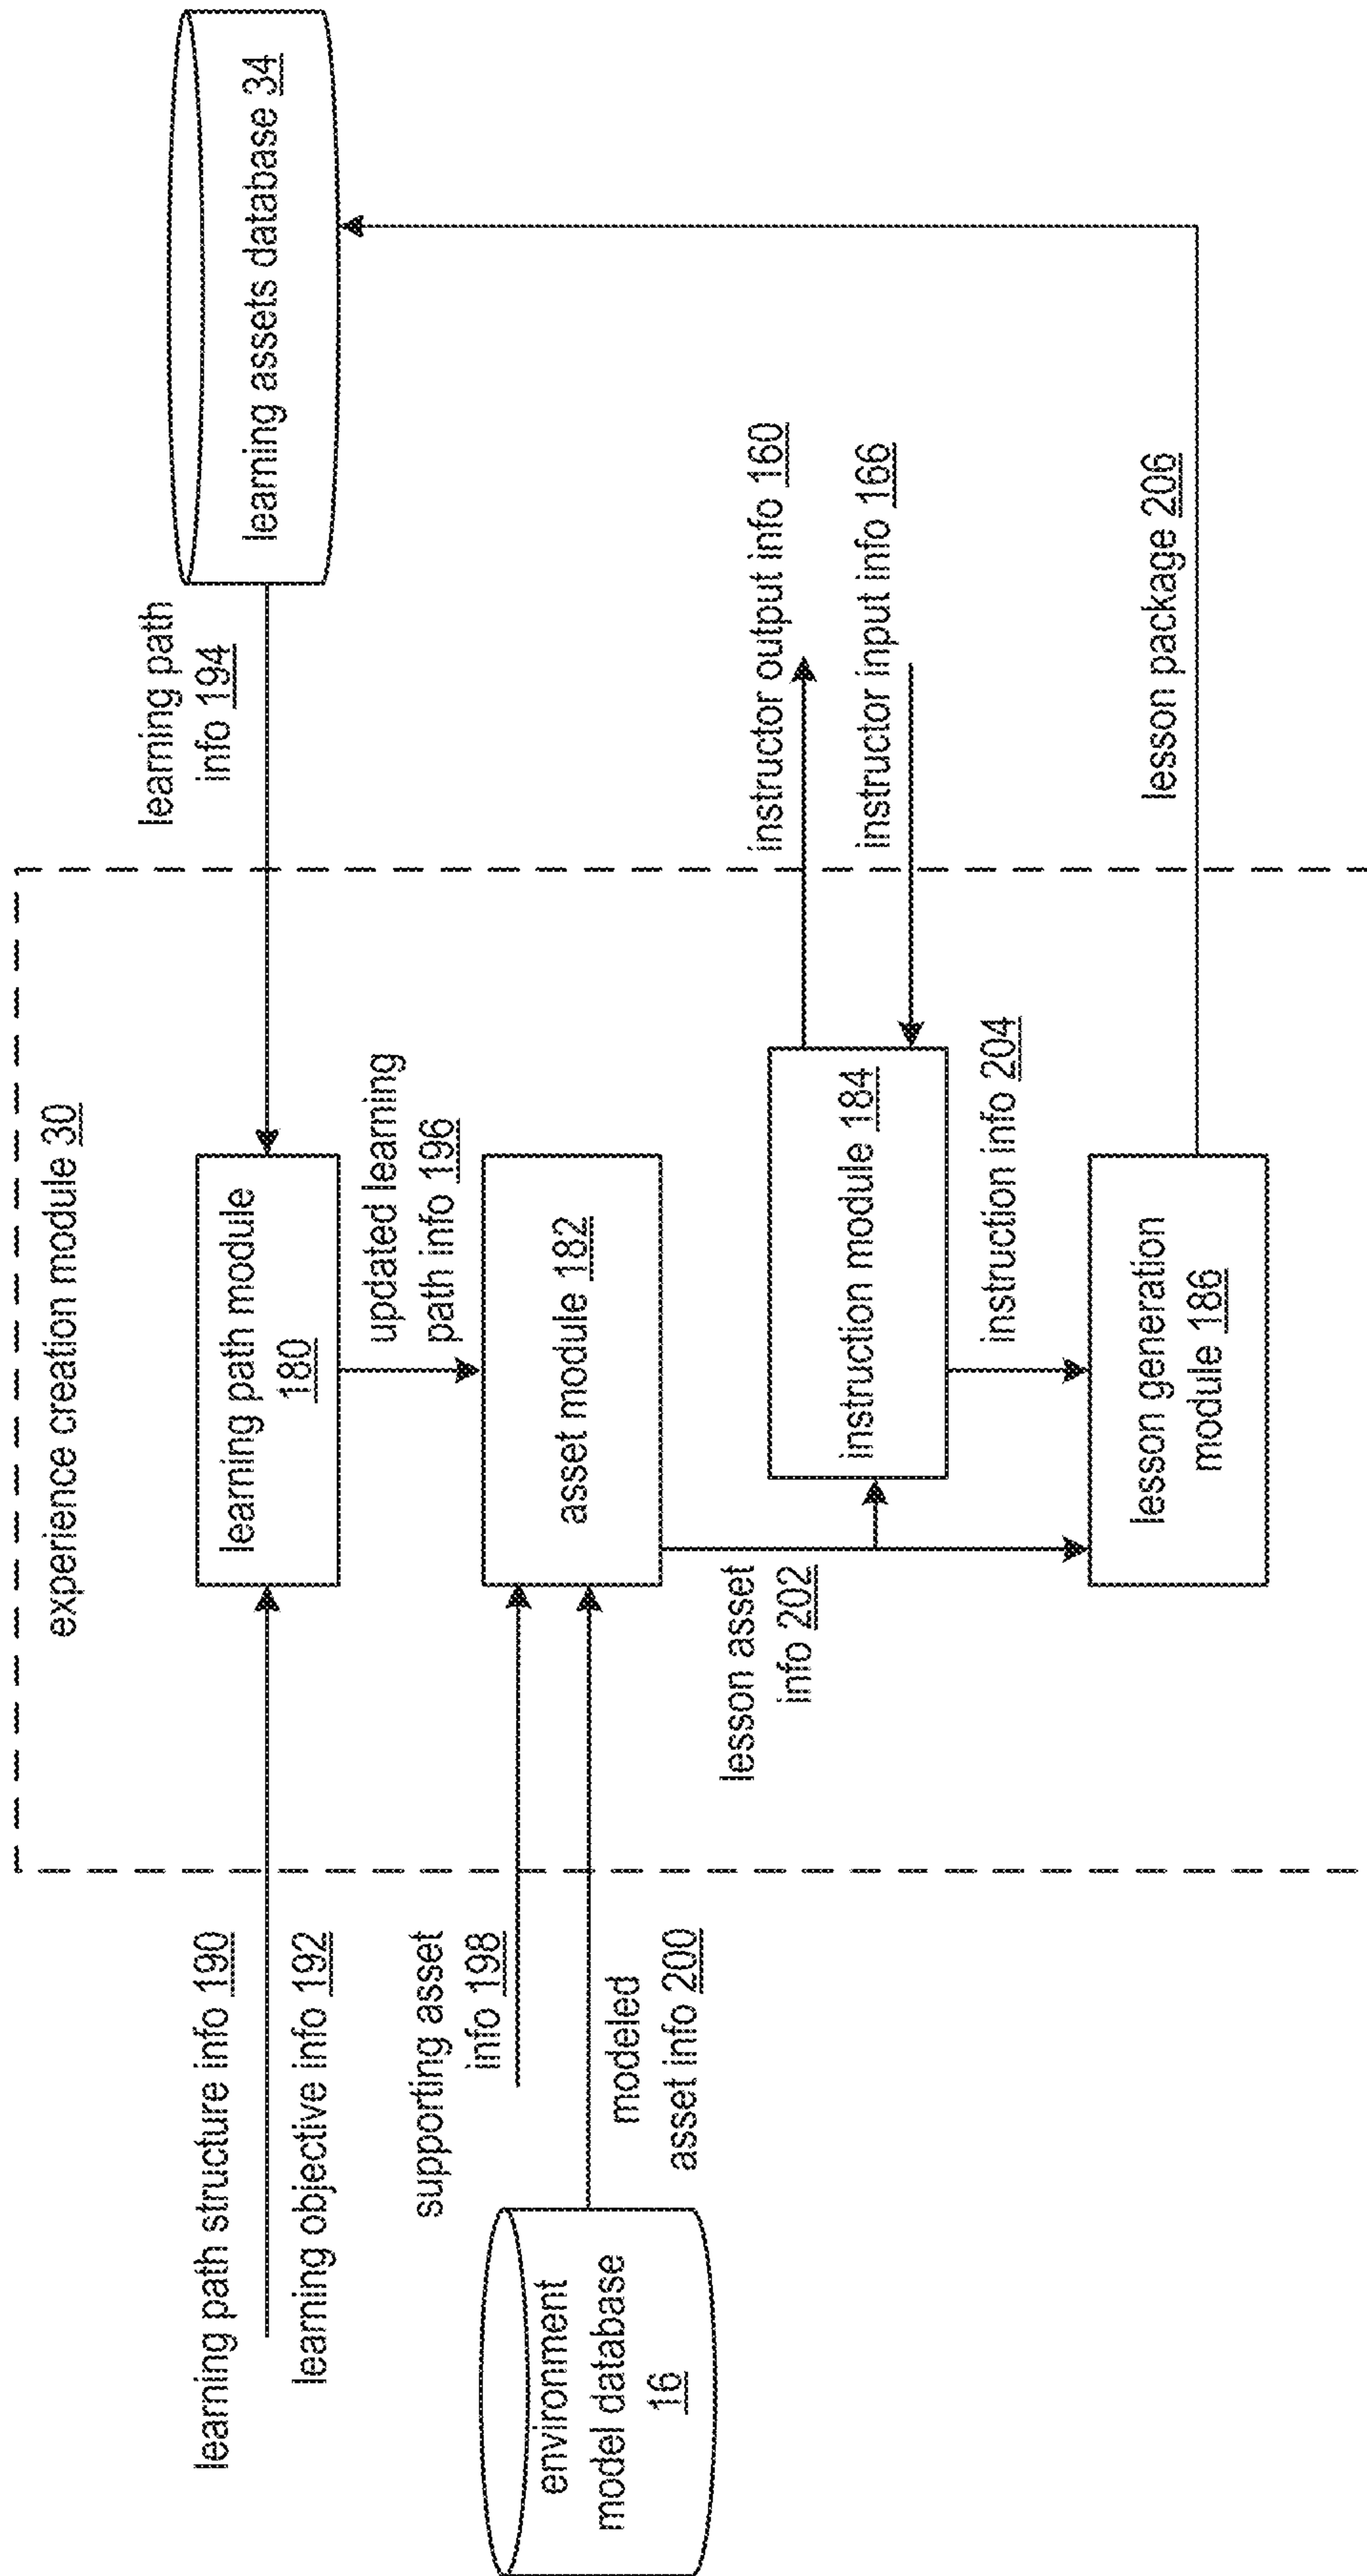 experience creation module 30
learning path structure info 190
learning objective info 192
learning path module
180
learning path
info 194
learning assets database 34
updated learning
path info 196
supporting asset
info 198
environment
model database
16
modeled
asset info 200
asset module 182
lesson asset
info 202
instruction module 184
instructor output info 160
instructor input info 166
instruction info 204
lesson generation
module 186
lesson package 206